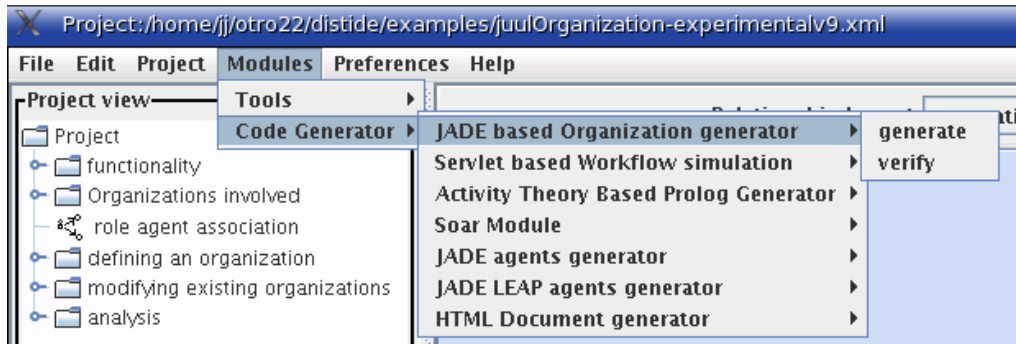 Project:/home/jj/otro22/distide/examples/juulOrganization-experimentalv9.xml
File Edit Project Modules Preferences Help
Project view
Tools
Project
Code Generator
JADE based Organization generator
generate
functionality
Servlet based Workflow simulation
verify
Organizations involved
Activity Theory Based Prolog Generator
role agent association
Soar Module
defining an organization
JADE agents generator
modifying existing organizations
JADE LEAP agents generator
analysis
HTML Document generator